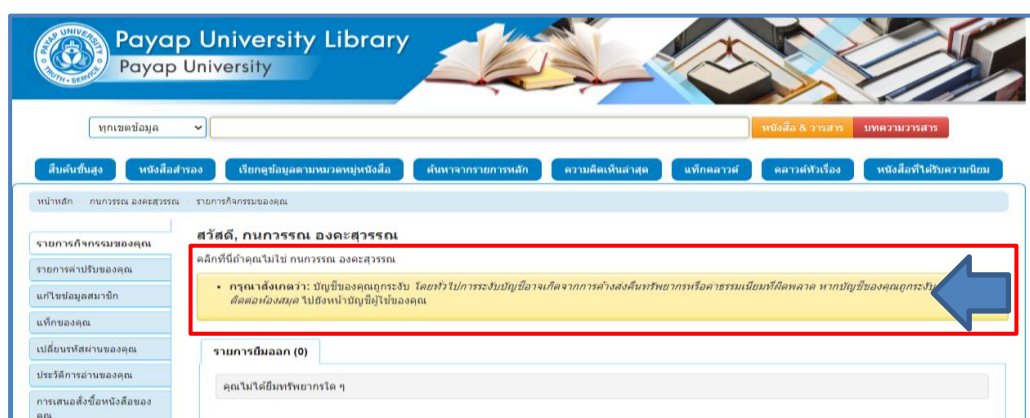 PAYAP UNIVERSITY
TRUTH · SERVICE
Payap University Library
Payap University
ทุกเขตข้อมูล
หนังสือ & วารสาร
บทความวารสาร
สืบค้นขั้นสูง
หนังสือสำรอง
เรียกดูข้อมูลตามหมวดหมู่หนังสือ
ค้นหาจากรายการหลัก
ความคิดเห็นล่าสุด
แท็กคลาวด์
คลาวด์หัวเรื่อง
หนังสือที่ได้รับความนิยม
หน้าหลัก กนกวรรณ องคะสุวรรณ รายการกิจกรรมของคุณ
รายการกิจกรรมของคุณ
รายการค่าปรับของคุณ
แก้ไขข้อมูลสมาชิก
แท็กของคุณ
เปลี่ยนรหัสผ่านของคุณ
ประวัติการอ่านของคุณ
การเสนอสั่งซื้อหนังสือของ
คุณ
สวัสดี, กนกวรรณ องคะสุวรรณ
คลิกที่นี่ถ้าคุณไม่ใช่ กนกวรรณ องคะสุวรรณ
กรุณาสังเกตว่า: บัญชีของคุณถูกระงับ โดยทั่วไปการระงับบัญชีอาจเกิดจากการค้างส่งคืนทรัพยากรหรือค่าธรรมเนียมที่ผิดพลาด หากบัญชีของคุณถูกระงับ
ติดต่อห้องสมุด ไปยังหน้าบัญชีผู้ใช้ของคุณ
รายการยืมออก (0)
คุณไม่ได้ยืมทรัพยากรใด ๆ